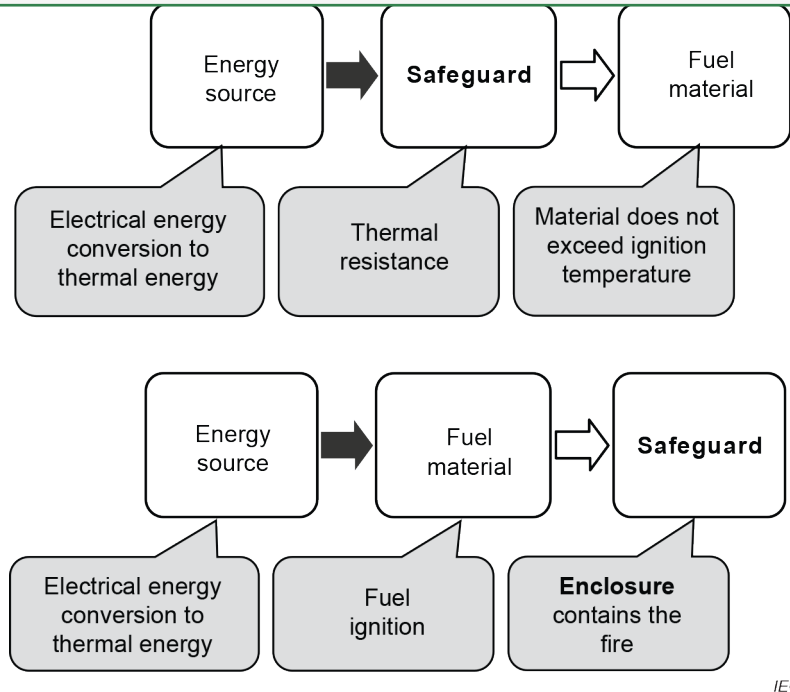 Energy
source
Safeguard
Fuel
material
Electrical energy
conversion to
thermal energy
Thermal
resistance
Material does not
exceed ignition
temperature
Energy
source
Fuel
material
Safeguard
Electrical energy
conversion to
thermal energy
Fuel
ignition
Enclosure
contains the
fire